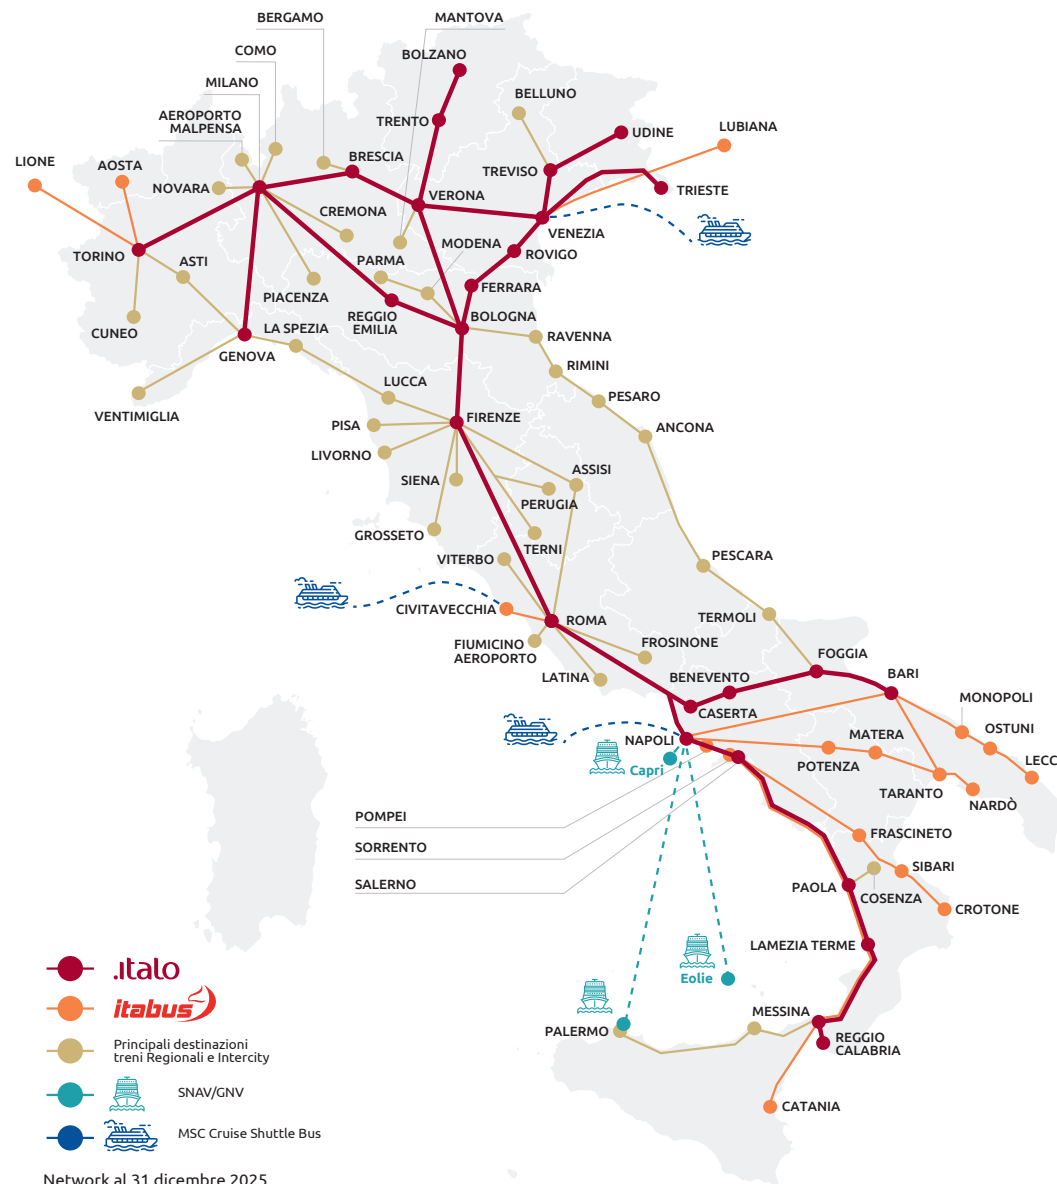 BERGAMO
MANTOVA
COMO
BOLZANO
MILANO
BELLUNO
AEROPORTO
MALPENSA
TRENTO
UDINE
LUBIANA
LIONE
AOSTA
BRESCIA
TREVISO
NOVARA
VERONA
TRIESTE
CREMONA
VENEZIA
MODENA
ROVIGO
TORINO
ASTI
PARMA
PIACENZA
FERRARA
REGGIO
EMILIA
BOLOGNA
CUNEO
LA SPEZIA
RAVENNA
GENOVA
RIMINI
LUCCA
PESARO
VENTIMIGLIA
PISA
FIRENZE
ANCONA
LIVORNO
SIENA
ASSISI
PERUGIA
GROSSETO
TERNI
VITERBO
PESCARA
CIVITAVECCHIA
ROMA
TERMOLI
FIUMICINO
AEROPORTO
FROSINONE
FOGGIA
LATINA
BENEVENTO
BARI
CASERTA
MONOPOLI
OSTUNI
NAPOLI
MATERA
LECC
Capri
POTENZA
TARANTO
NARDÒ
POMPEI
FRASCINETO
SORRENTO
SIBARI
SALERNO
PAOLA
COSENZA
CROTONE
LAMEZIA TERME
.italo
Eolie
itabus
MESSINA
PALERMO
REGGIO
CALABRIA
Principali destinazioni
treni Regionali e Intercity
SNAV/GNV
CATANIA
MSC Cruise Shuttle Bus
Network al 31 dicembre 2025